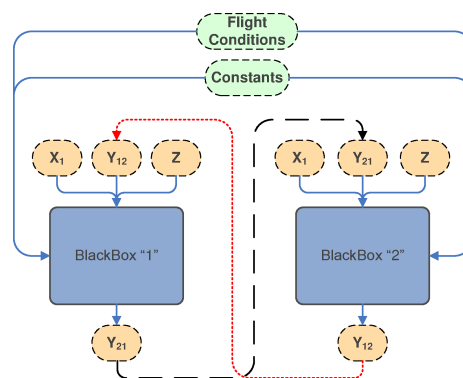 Flight
Conditions
Constants
X₁ Y₁₂ Z
X₁ Y₂₁ Z
BlackBox “1”
BlackBox “2”
Y₂₁
Y₁₂